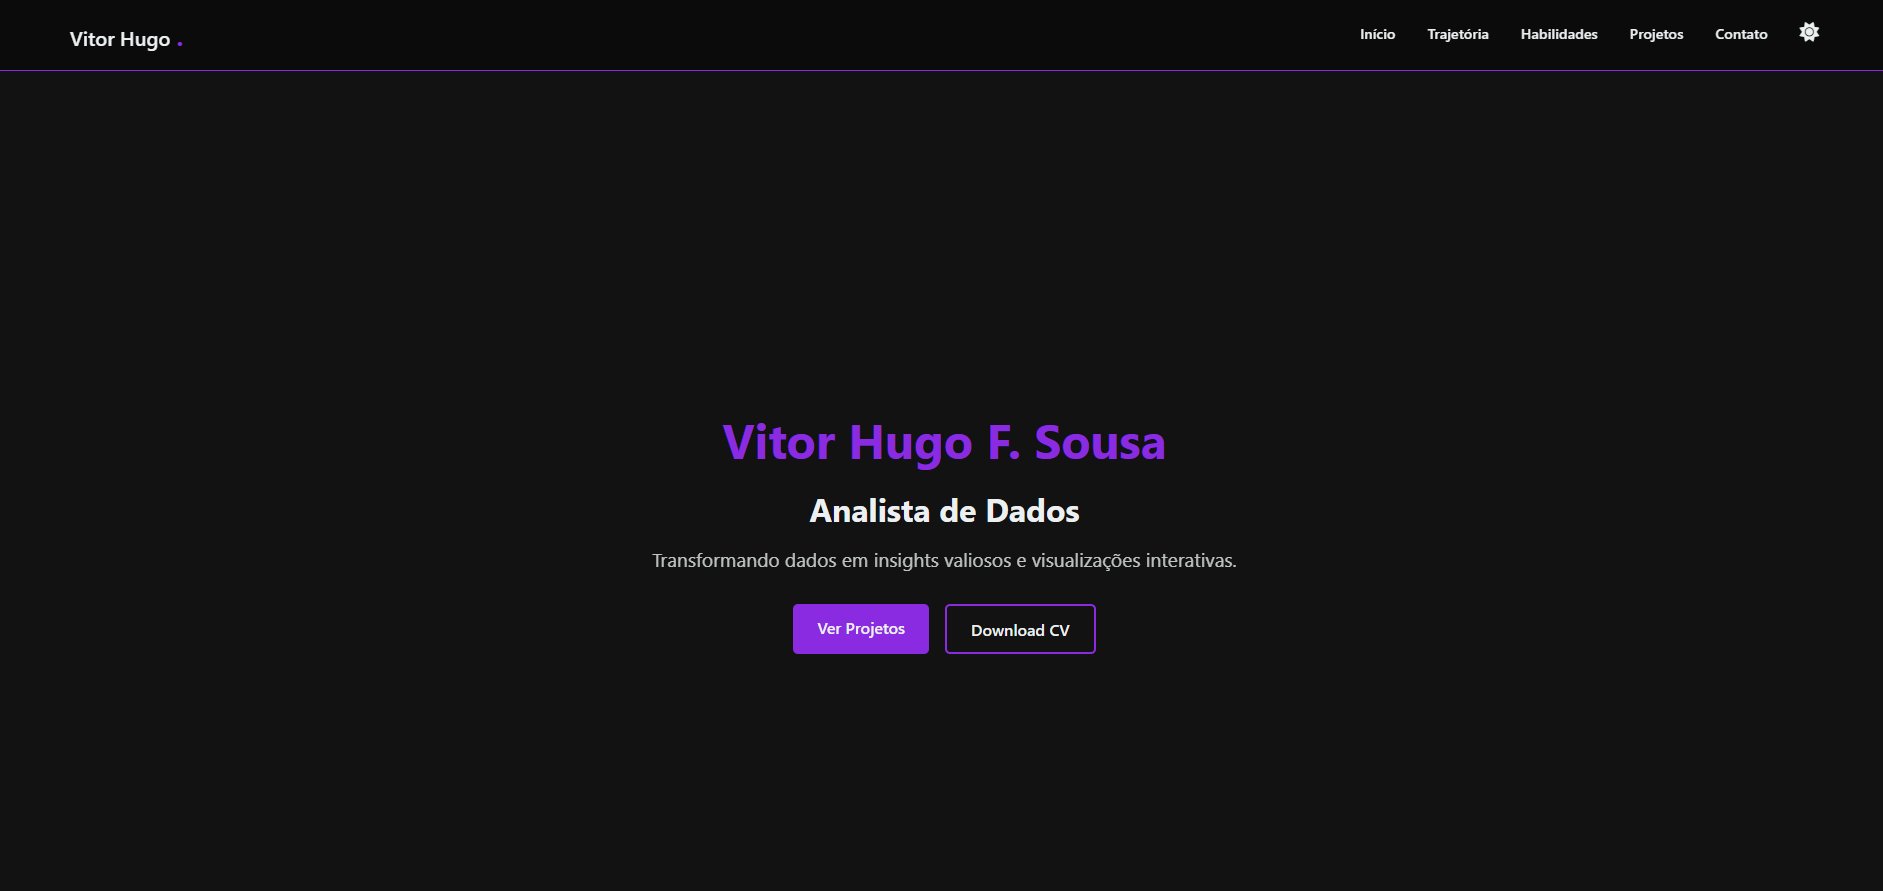 Vitor Hugo .
Início Trajetória Habilidades Projetos Contato
Vitor Hugo F. Sousa
Analista de Dados
Transformando dados em insights valiosos e visualizações interativas.
Ver Projetos Download CV